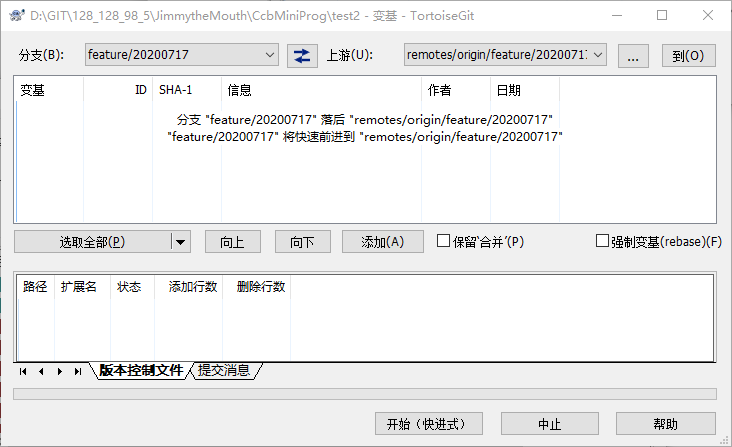 D:\GIT\128_128_98_5\JimmytheMouth\CcbMiniProg\test2 - 变基 - TortoiseGit
分支(B): feature/20200717 上游(U): remotes/origin/feature/2020071 ... 到(O)
变基 ID SHA-1 信息 作者 日期
分支 "feature/20200717" 落后 "remotes/origin/feature/20200717"
"feature/20200717" 将快速前进到 "remotes/origin/feature/20200717"
选取全部(P) 向上 向下 添加(A) 保留‘合并’(P) 强制变基(rebase)(F)
路径 扩展名 状态 添加行数 删除行数
版本控制文件 提交消息
开始（快进式） 中止 帮助